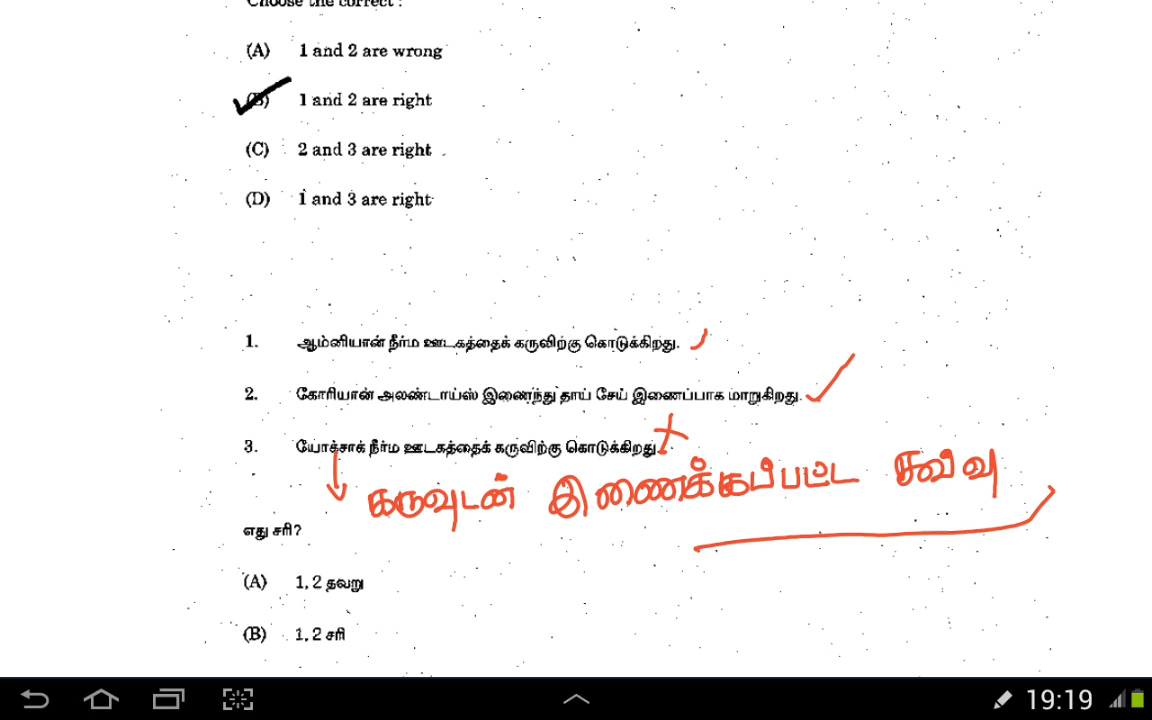 Choose the correct :
(A) 1 and 2 are wrong
(B) 1 and 2 are right
(C) 2 and 3 are right
(D) 1 and 3 are right
1. ஆம்னியான் நீர்ம ஊடகத்தைக் கருவிற்கு கொடுக்கிறது.
2. கோரியான் அலண்டாய்ஸ் இணைந்து தாய் சேய் இணைப்பாக மாறுகிறது.
3. யோக்சாக் நீர்ம ஊடகத்தைக் கருவிற்கு கொடுக்கிறது.
கருவுடன் இணைக்கப்பட்ட சவ்வு
எது சரி?
(A) 1, 2 தவறு
(B) 1, 2 சரி
19:19